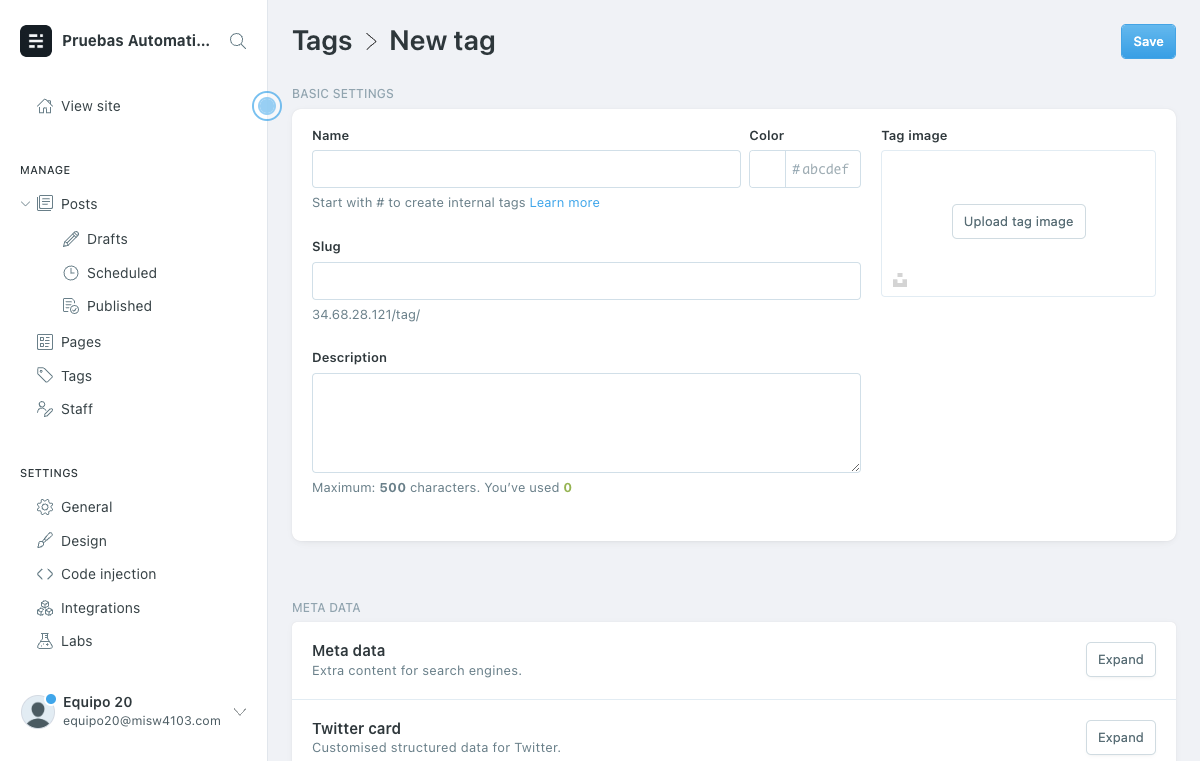 Pruebas Automati...
View site
MANAGE
Posts
Drafts
Scheduled
Published
Pages
Tags
Staff
SETTINGS
General
Design
Code injection
Integrations
Labs
Equipo 20
equipo20@misw4103.com
Tags > New tag
Save
BASIC SETTINGS
Name
Color
#abcdef
Start with # to create internal tags Learn more
Slug
34.68.28.121/tag/
Description
Maximum: 500 characters. You’ve used 0
Tag image
Upload tag image
META DATA
Meta data
Extra content for search engines.
Expand
Twitter card
Customised structured data for Twitter.
Expand